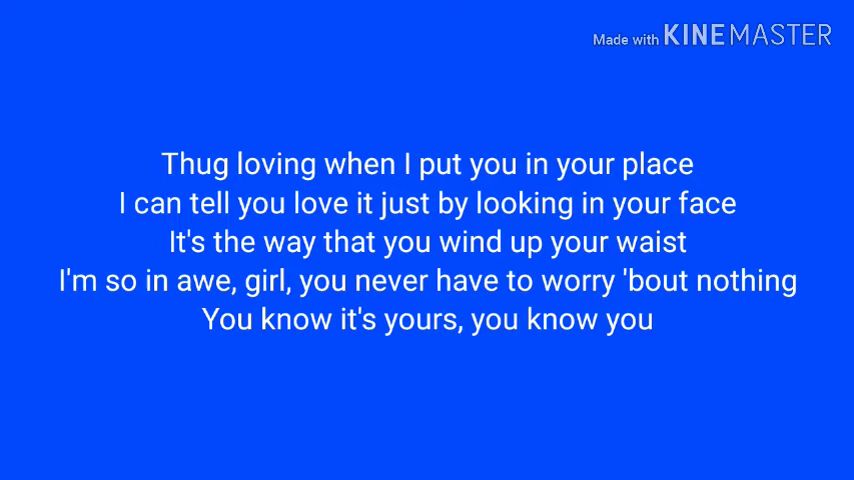 Made with KINEMASTER
Thug loving when I put you in your place
I can tell you love it just by looking in your face
It's the way that you wind up your waist
I'm so in awe, girl, you never have to worry 'bout nothing
You know it's yours, you know you